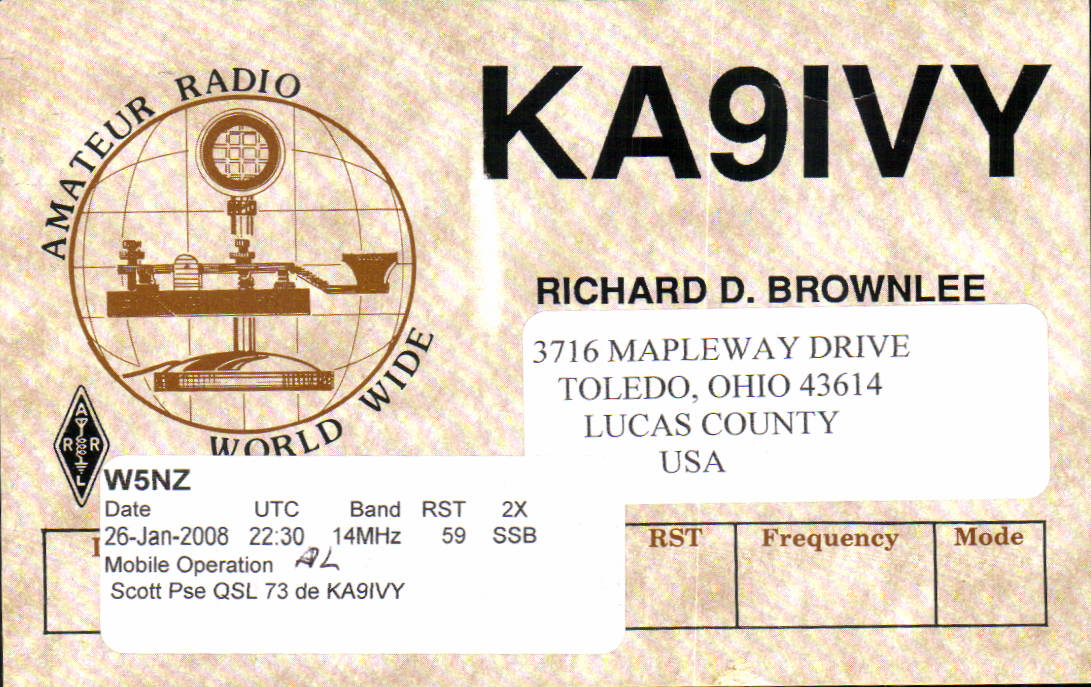 AMATEUR RADIO
WORLD WIDE
KA9IVY
RICHARD D. BROWNLEE
3716 MAPLEWAY DRIVE
TOLEDO, OHIO 43614
LUCAS COUNTY
USA
A
R R
L
W5NZ
Date UTC Band RST 2X
26-Jan-2008 22:30 14MHz 59 SSB
Mobile Operation AL
Scott Pse QSL 73 de KA9IVY
RST Frequency Mode